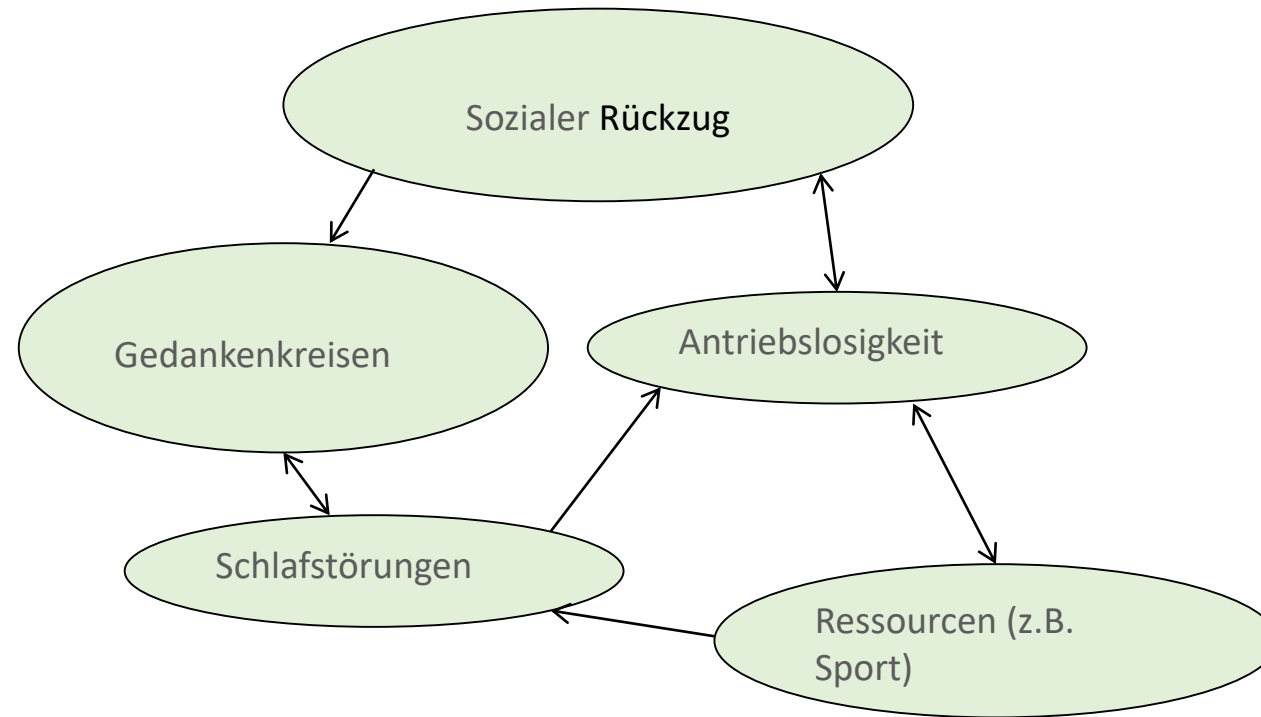 Sozialer Rückzug
Gedankenkreisen
Antriebslosigkeit
Schlafstörungen
Ressourcen (z.B.
Sport)